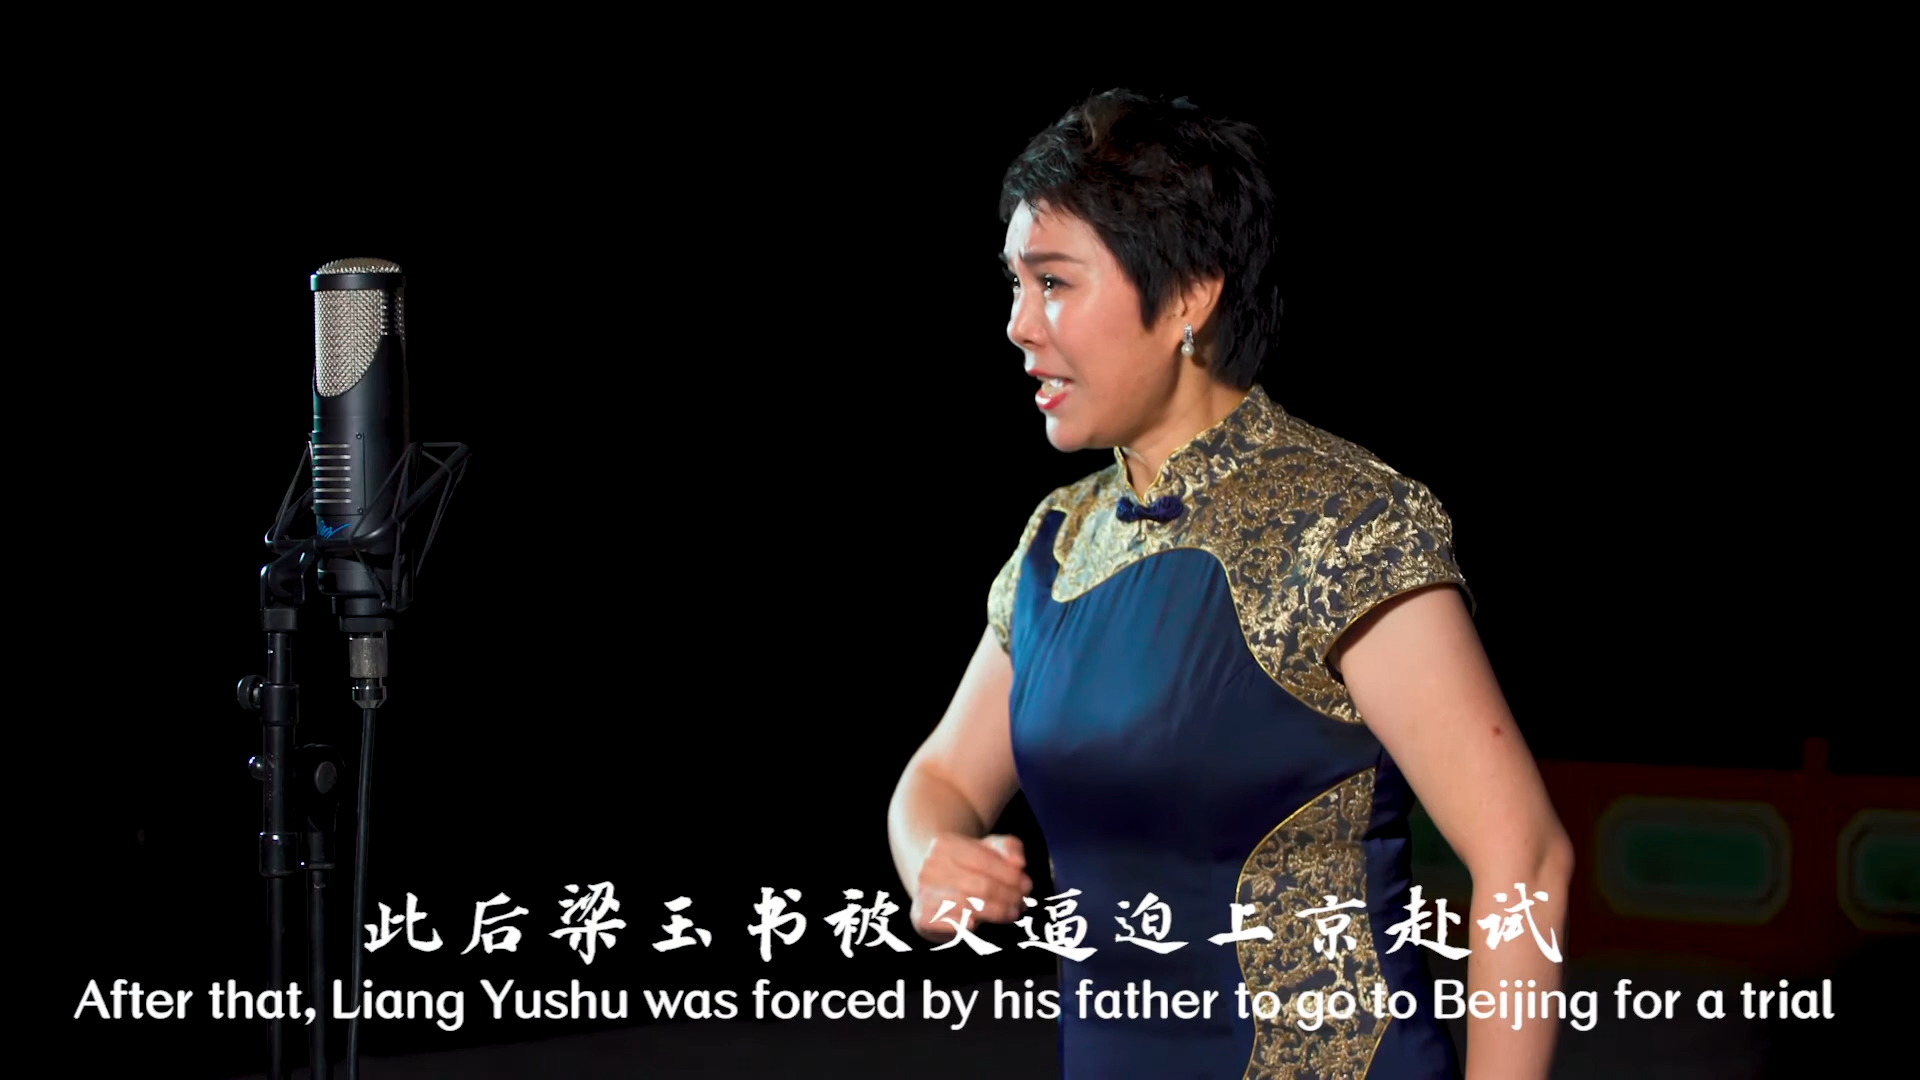 此后梁玉书被父逼迫上京赴试
After that, Liang Yushu was forced by his father to go to Beijing for a trial